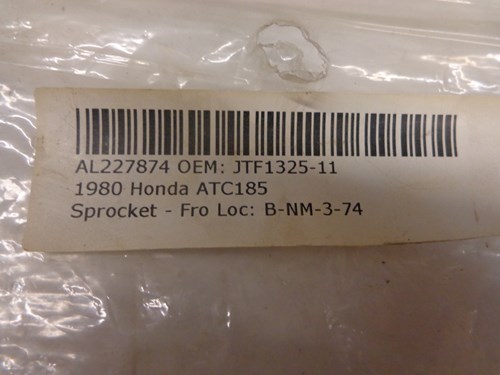 AL227874 OEM: JTF1325-11
1980 Honda ATC185
Sprocket - Fro Loc: B-NM-3-74